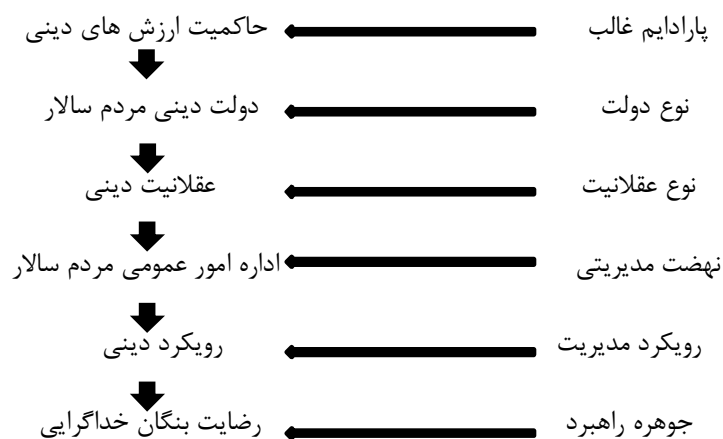 پارادایم غالب حاکمیت ارزش های دینی
نوع دولت دولت دینی مردم سالار
نوع عقلانیت عقلانیت دینی
نهضت مدیریتی اداره امور عمومی مردم سالار
رویکرد مدیریت رویکرد دینی
جوهره راهبرد رضایت بنگان خداگرایی